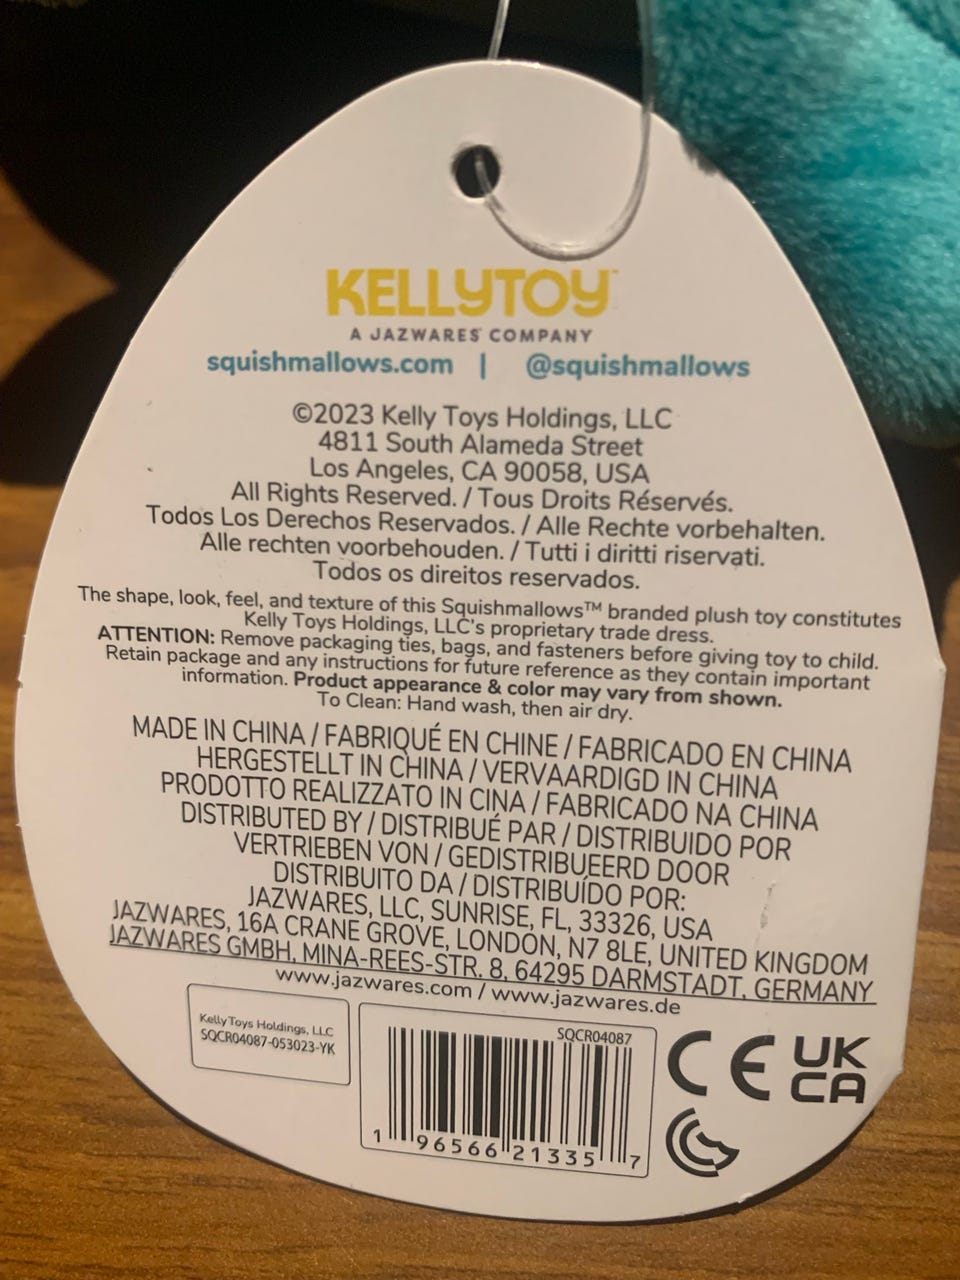 KELLYTOY™
A JAZWARES® COMPANY
squishmallows.com | @squishmallows
©2023 Kelly Toys Holdings, LLC
4811 South Alameda Street
Los Angeles, CA 90058, USA
All Rights Reserved. / Tous Droits Réservés.
Todos Los Derechos Reservados. / Alle Rechte vorbehalten.
Alle rechten voorbehouden. / Tutti i diritti riservati.
Todos os direitos reservados.
The shape, look, feel, and texture of this Squishmallows™ branded plush toy constitutes
Kelly Toys Holdings, LLC's proprietary trade dress.
ATTENTION: Remove packaging ties, bags, and fasteners before giving toy to child.
Retain package and any instructions for future reference as they contain important
information. Product appearance & color may vary from shown.
To Clean: Hand wash, then air dry.
MADE IN CHINA / FABRIQUÉ EN CHINE / FABRICADO EN CHINA
HERGESTELLT IN CHINA / VERVAARDIGD IN CHINA
PRODOTTO REALIZZATO IN CINA / FABRICADO NA CHINA
DISTRIBUTED BY / DISTRIBUÉ PAR / DISTRIBUIDO POR
VERTRIEBEN VON / GEDISTRIBUEERD DOOR
DISTRIBUITO DA / DISTRIBUÍDO POR:
JAZWARES, LLC, SUNRISE, FL, 33326, USA
JAZWARES, 16A CRANE GROVE, LONDON, N7 8LE, UNITED KINGDOM
JAZWARES GMBH, MINA-REES-STR. 8, 64295 DARMSTADT, GERMANY
www.jazwares.com / www.jazwares.de
KellyToys Holdings, LLC
SQCR04087-053023-YK
SQCR04087
1 96566 21335 7
CE
UK
CA